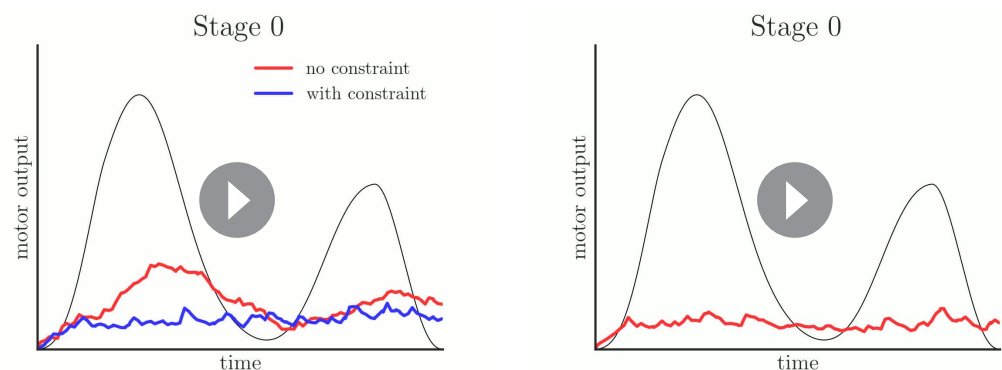 Stage 0
no constraint
with constraint
motor output
time
Stage 0
motor output
time